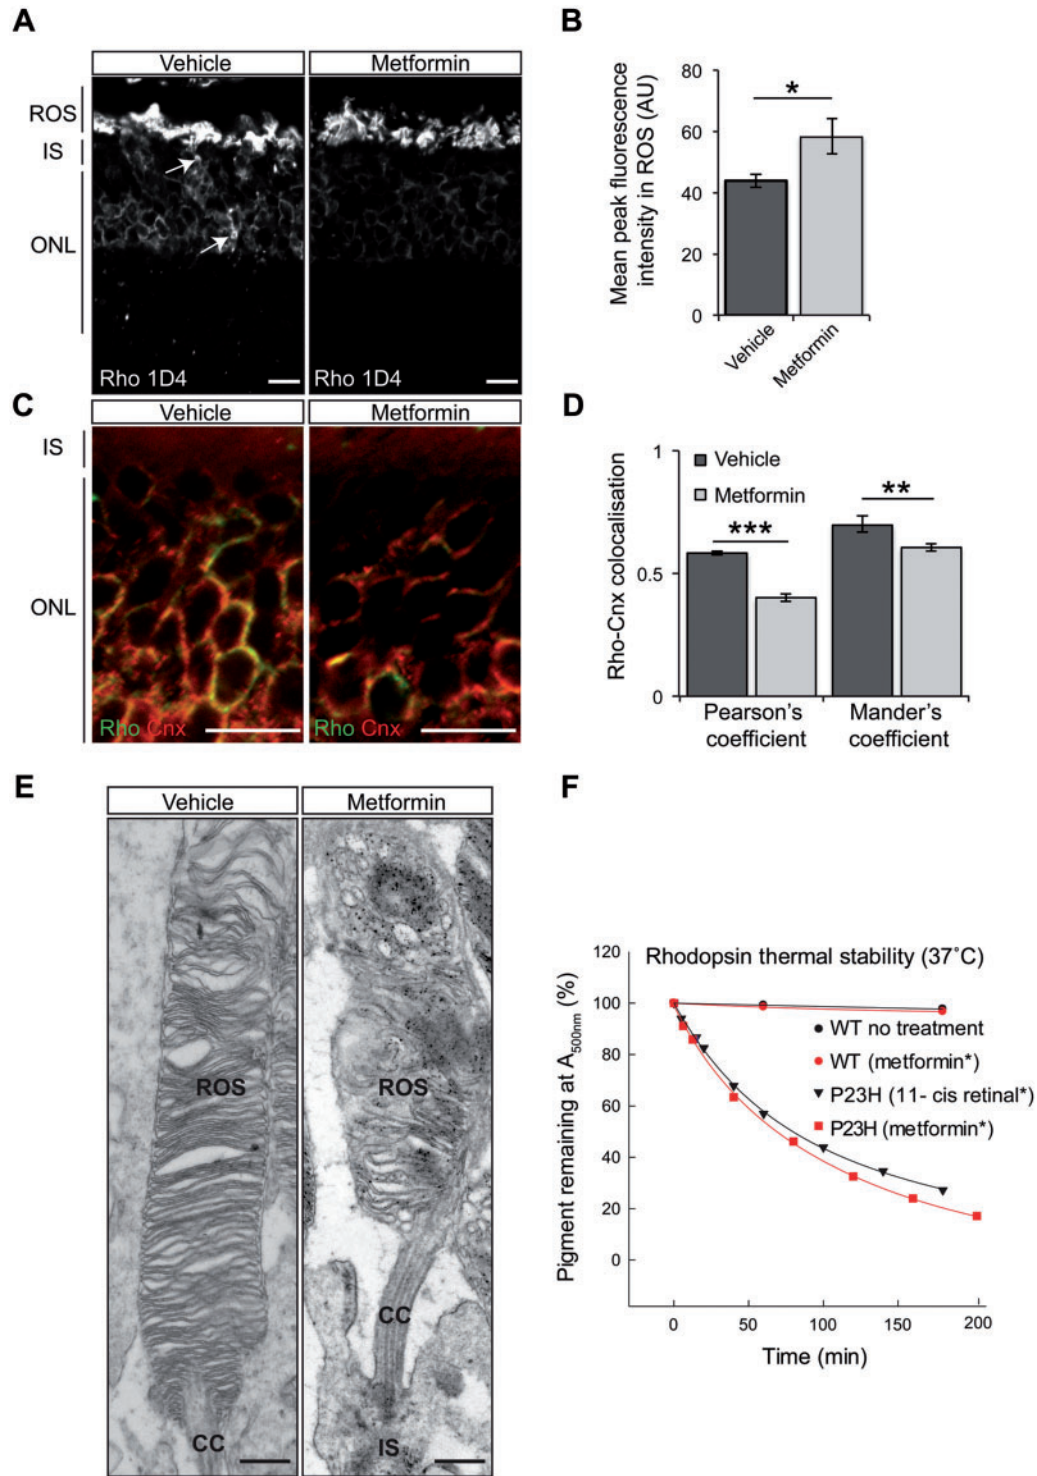 A
Vehicle
Metformin
ROS
IS
ONL
Rho 1D4
Rho 1D4
B
80
60
40
20
0
Mean peak fluorescence
intensity in ROS (AU)
*
Vehicle
Metformin
C
Vehicle
Metformin
IS
ONL
Rho Cnx
Rho Cnx
D
1
0.5
0
Rho-Cnx colocalisation
Vehicle
Metformin
***
**
Pearson's
coefficient
Mander's
coefficient
E
Vehicle
Metformin
ROS
CC
ROS
CC
IS
F
Rhodopsin thermal stability (37˚C)
120
100
80
60
40
20
0
Pigment remaining at A500nm (%)
WT no treatment
WT (metformin*)
P23H (11- cis retinal*)
P23H (metformin*)
0
50
100
150
200
Time (min)